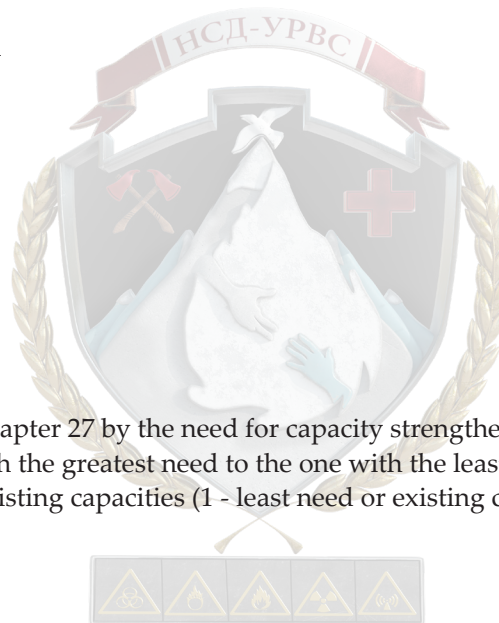 НСД-УРВС
apter 27 by the need for capacity strengthe
h the greatest need to the one with the leas
isting capacities (1 - least need or existing c